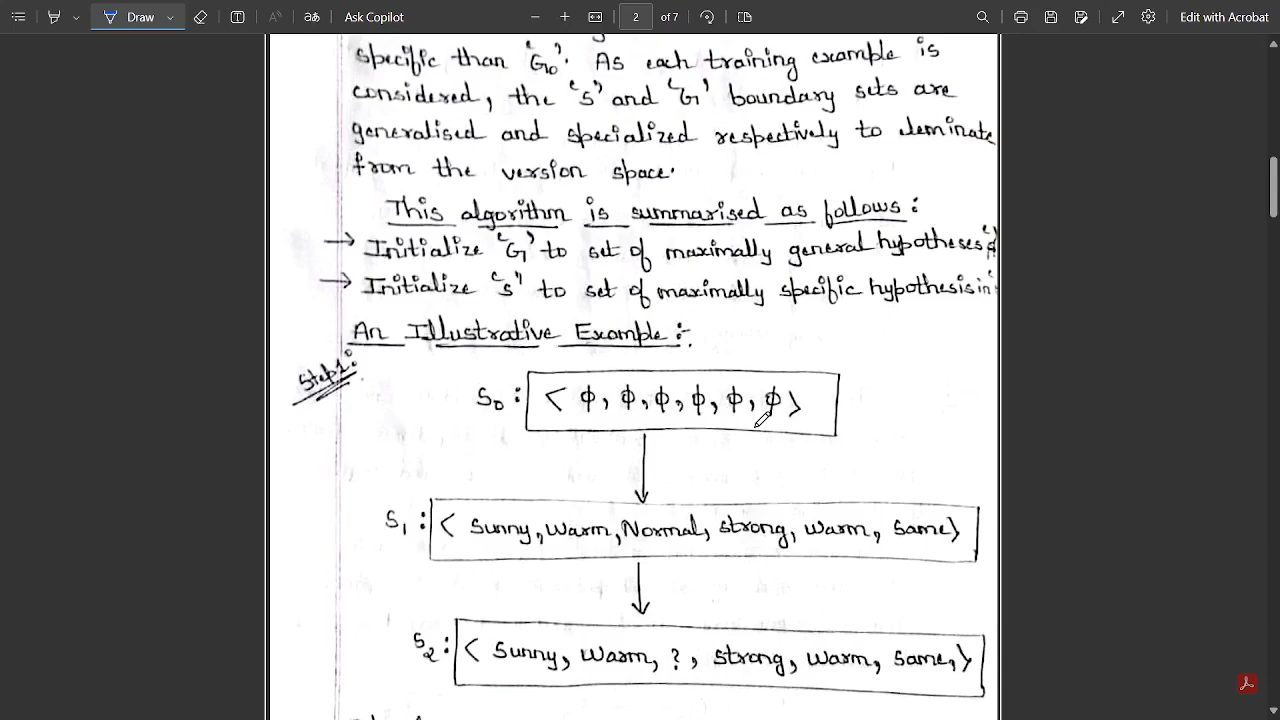 Draw
Ask Copilot
2 of 7
Edit with Acrobat
specific than 'G0'. As each training example is
considered, the 's' and 'G' boundary sets are
generalised and specialized respectively to deminate
from the version space.
This algorithm is summarised as follows:
→ Initialize 'G' to set of maximally general hypotheses
→ Initialize 's' to set of maximally specific hypothesis in
An Illustrative Example:-
Step1:
S0: < ϕ, ϕ, ϕ, ϕ, ϕ, ϕ >
S1: < Sunny, Warm, Normal, strong, warm, same>
S2: < Sunny, Warm, ?, strong, warm, same,>